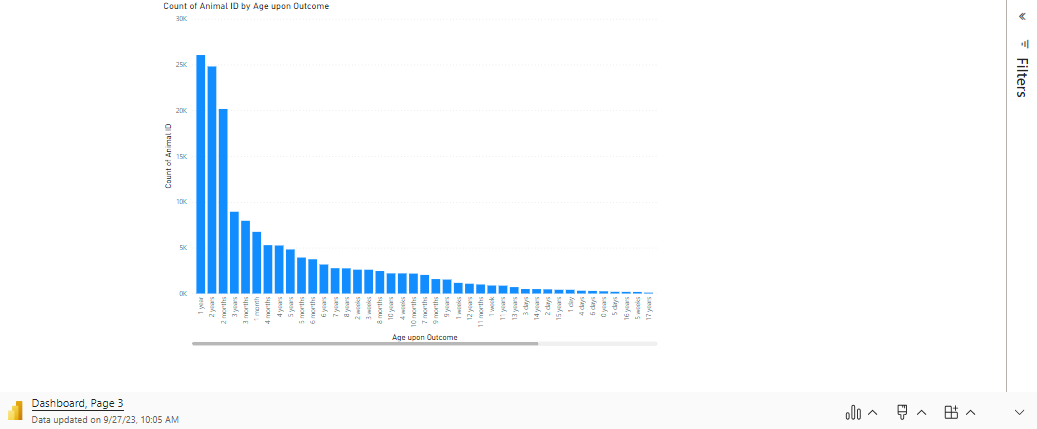 Count of Animal ID by Age upon Outcome
30K
25K
20K
15K
10K
5K
0K
Count of Animal ID
1 year
2 years
2 months
3 years
3 months
1 month
4 months
4 years
5 years
5 months
6 months
6 years
7 years
8 years
2 weeks
3 weeks
8 months
10 years
4 weeks
10 months
7 months
9 months
9 years
1 weeks
12 years
11 months
1 week
11 years
13 years
3 days
14 years
2 days
15 years
1 day
4 days
6 days
0 years
5 days
16 years
5 weeks
17 years
Age upon Outcome
Filters
Dashboard, Page 3
Data updated on 9/27/23, 10:05 AM